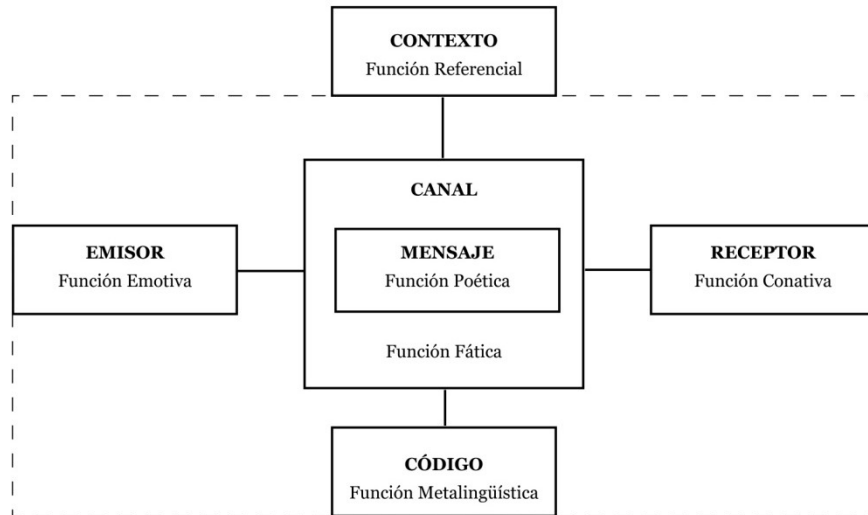 CONTEXTO
Función Referencial
CANAL
EMISOR
Función Emotiva
MENSAJE
Función Poética
RECEPTOR
Función Conativa
Función Fática
CÓDIGO
Función Metalingüística